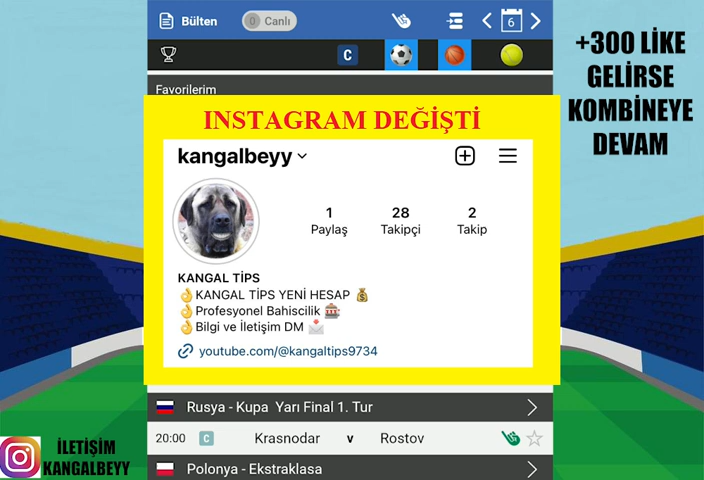 Bülten
0 Canlı
6
C
Favorilerim
+300 LİKE
GELİRSE
KOMBİNEYE
DEVAM
INSTAGRAM DEĞİŞTİ
kangalbeyy
1 28 2
Paylaş Takipçi Takip
KANGAL TİPS
👌KANGAL TİPS YENİ HESAP 💰
👌Profesyonel Bahiscilik 🎰
👌Bilgi ve İletişim DM 📩
youtube.com/@kangaltips9734
Rusya - Kupa Yarı Final 1. Tur
20:00 C Krasnodar v Rostov
Polonya - Ekstraklasa
İLETİŞİM
KANGALBEYY